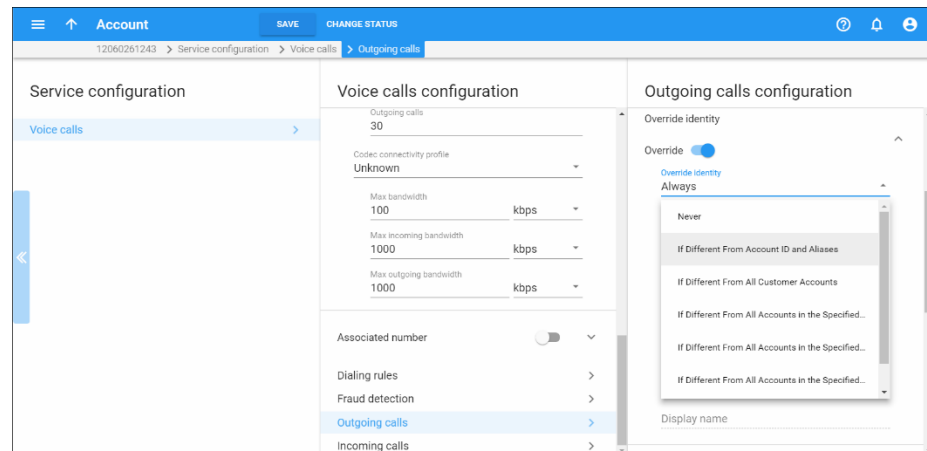 Account
SAVE
CHANGE STATUS
12060261243 > Service configuration > Voice calls > Outgoing calls
Service configuration
Voice calls
Voice calls configuration
Outgoing calls
30
Codec connectivity profile
Unknown
Max bandwidth
100 kbps
Max incoming bandwidth
1000 kbps
Max outgoing bandwidth
1000 kbps
Associated number
Dialing rules
Fraud detection
Outgoing calls
Incoming calls
Outgoing calls configuration
Override identity
Override
Override identity
Always
Never
If Different From Account ID and Aliases
If Different From All Customer Accounts
If Different From All Accounts in the Specified...
If Different From All Accounts in the Specified...
If Different From All Accounts in the Specified...
Display name